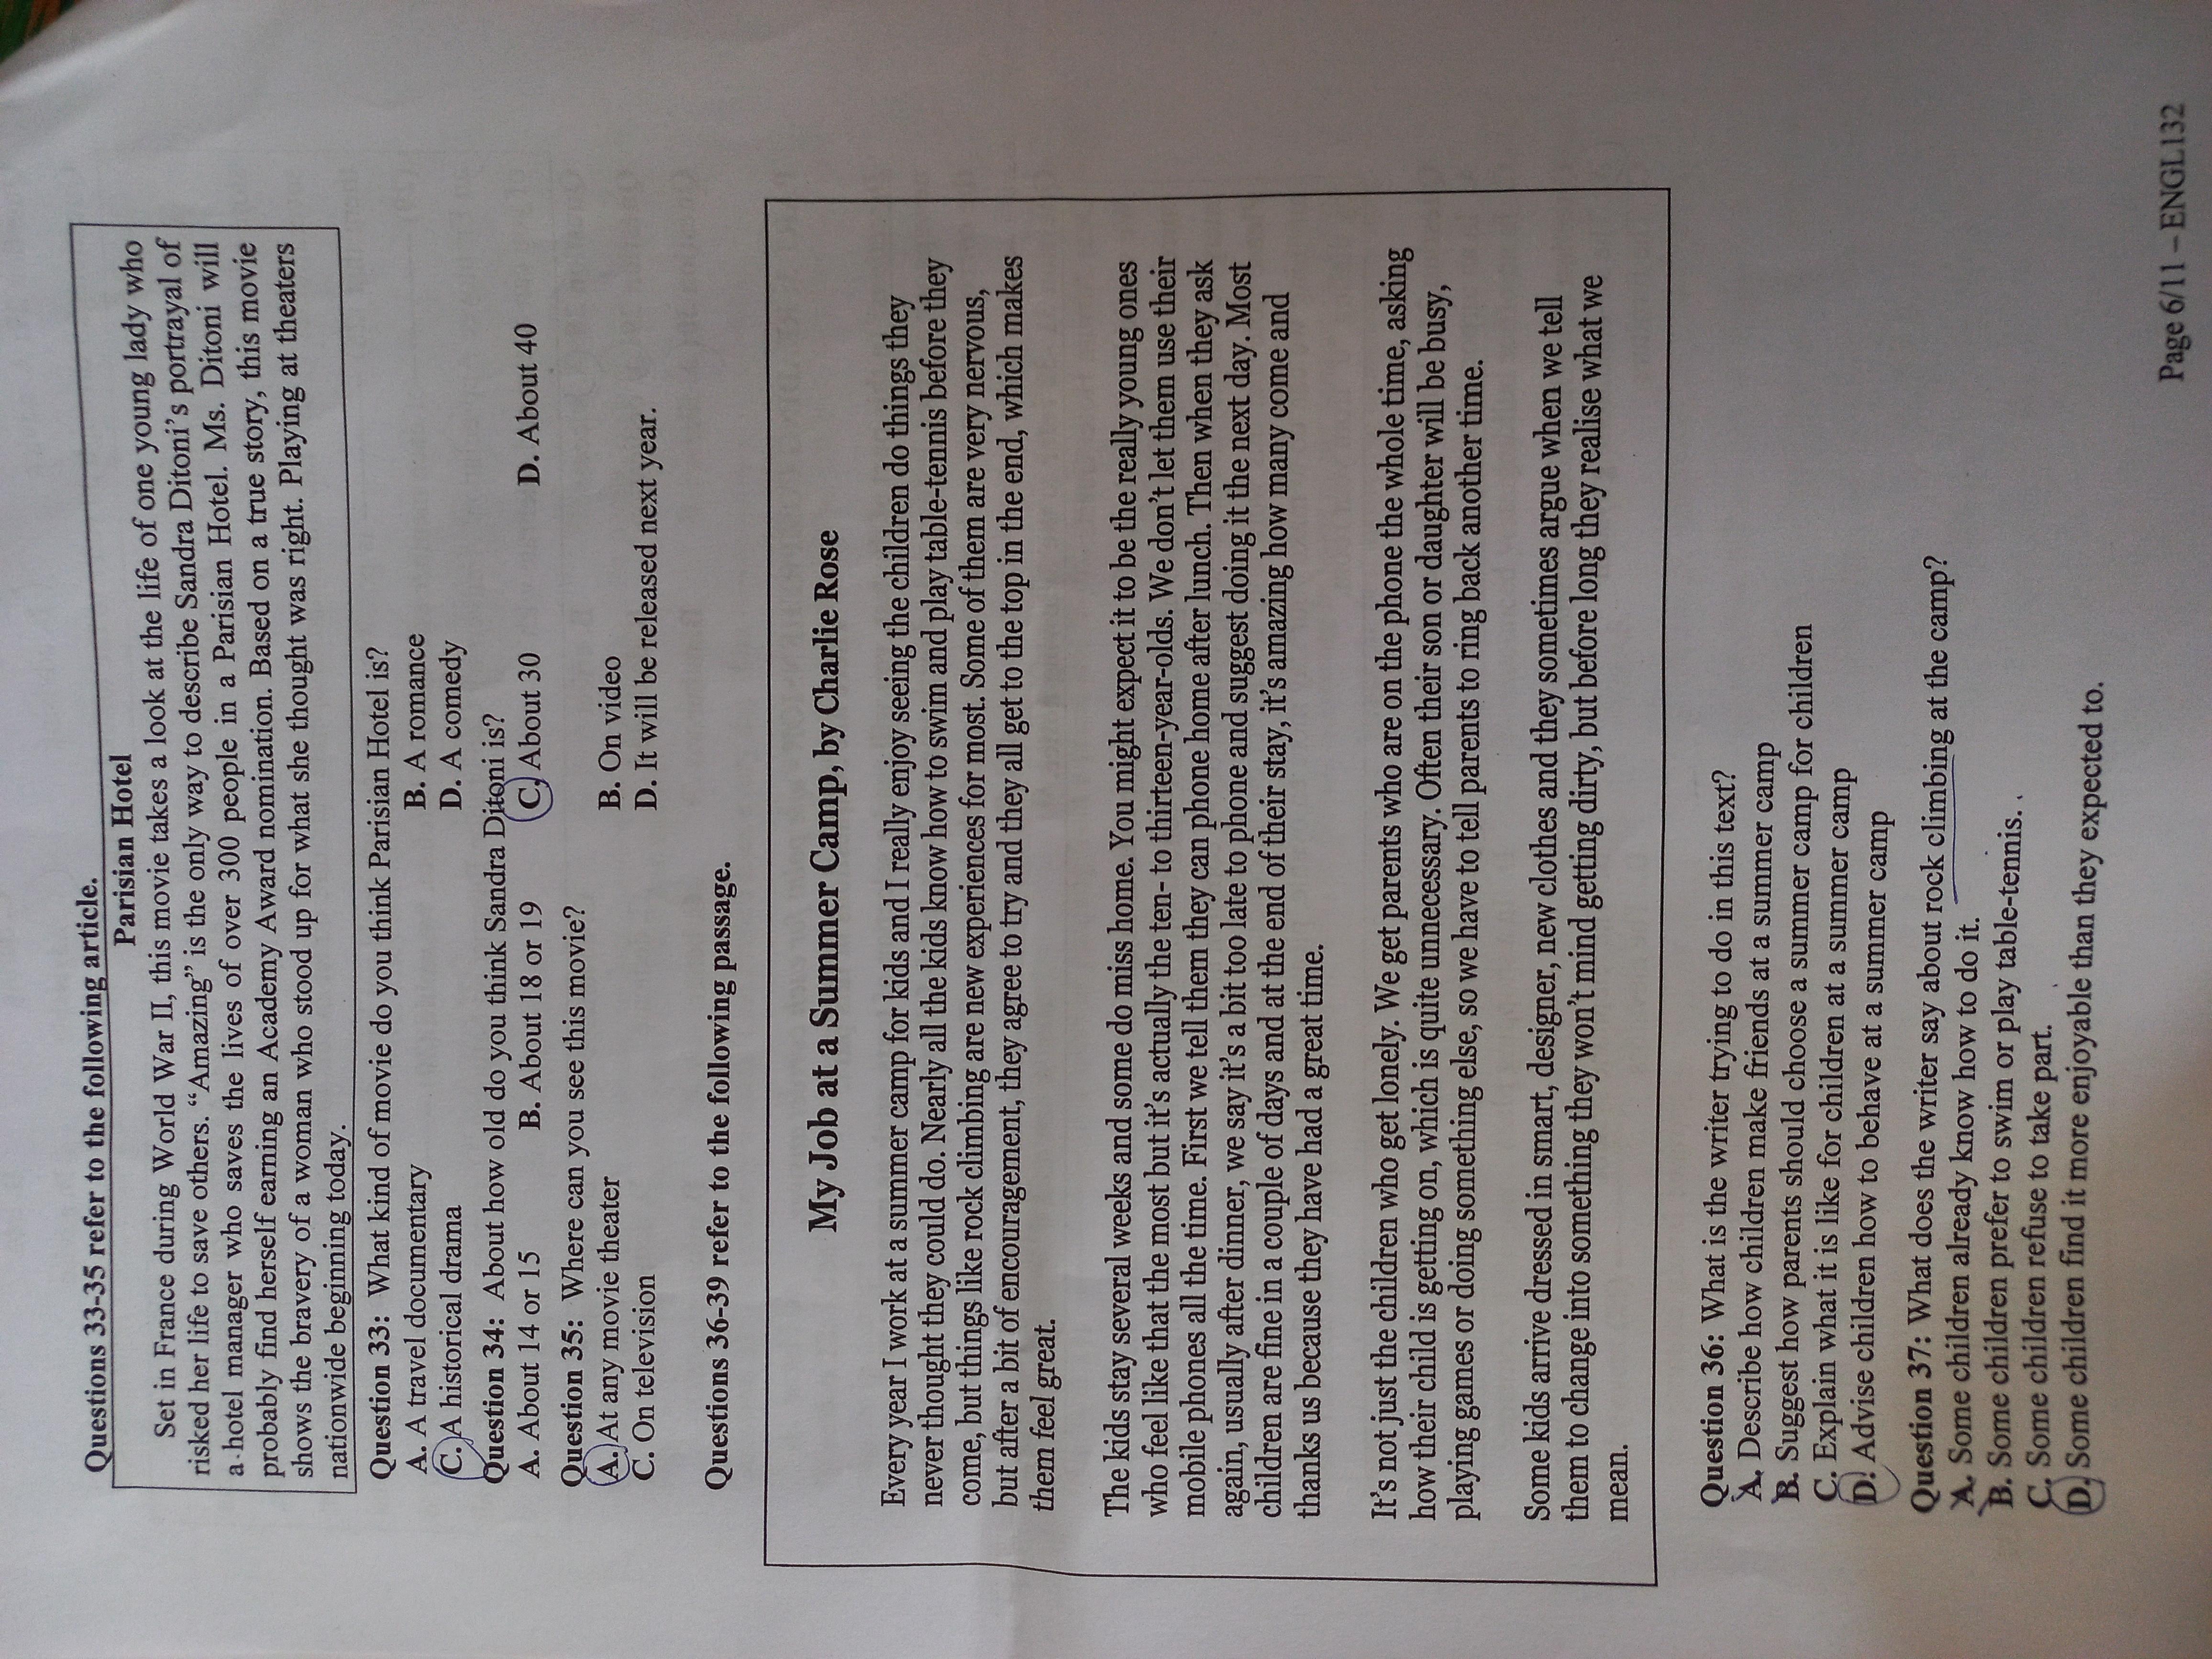 Questions 33-35 refer to the following article.
Parisian Hotel
Set in France during World War II, this movie takes a look at the life of one young lady who
risked her life to save others. “Amazing” is the only way to describe Sandra Ditoni’s portrayal of
a hotel manager who saves the lives of over 300 people in a Parisian Hotel. Ms. Ditoni will
probably find herself earning an Academy Award nomination. Based on a true story, this movie
shows the bravery of a woman who stood up for what she thought was right. Playing at theaters
nationwide beginning today.
Question 33: What kind of movie do you think Parisian Hotel is?
A. A travel documentary B. A romance
C. A historical drama D. A comedy
Question 34: About how old do you think Sandra Ditoni is?
A. About 14 or 15 B. About 18 or 19 C. About 30 D. About 40
Question 35: Where can you see this movie?
A. At any movie theater B. On video
C. On television D. It will be released next year.
Questions 36-39 refer to the following passage.
My Job at a Summer Camp, by Charlie Rose
Every year I work at a summer camp for kids and I really enjoy seeing the children do things they
never thought they could do. Nearly all the kids know how to swim and play table-tennis before they
come, but things like rock climbing are new experiences for most. Some of them are very nervous,
but after a bit of encouragement, they agree to try and they all get to the top in the end, which makes
them feel great.
The kids stay several weeks and some do miss home. You might expect it to be the really young ones
who feel like that the most but it’s actually the ten- to thirteen-year-olds. We don’t let them use their
mobile phones all the time. First we tell them they can phone home after lunch. Then when they ask
again, usually after dinner, we say it’s a bit too late to phone and suggest doing it the next day. Most
children are fine in a couple of days and at the end of their stay, it’s amazing how many come and
thanks us because they have had a great time.
It’s not just the children who get lonely. We get parents who are on the phone the whole time, asking
how their child is getting on, which is quite unnecessary. Often their son or daughter will be busy,
playing games or doing something else, so we have to tell parents to ring back another time.
Some kids arrive dressed in smart, designer, new clothes and they sometimes argue when we tell
them to change into something they won’t mind getting dirty, but before long they realise what we
mean.
Question 36: What is the writer trying to do in this text?
A. Describe how children make friends at a summer camp
B. Suggest how parents should choose a summer camp for children
C. Explain what it is like for children at a summer camp
D. Advise children how to behave at a summer camp
Question 37: What does the writer say about rock climbing at the camp?
A. Some children already know how to do it.
B. Some children prefer to swim or play table-tennis.
C. Some children refuse to take part.
D. Some children find it more enjoyable than they expected to.
Page 6/11 – ENGL132